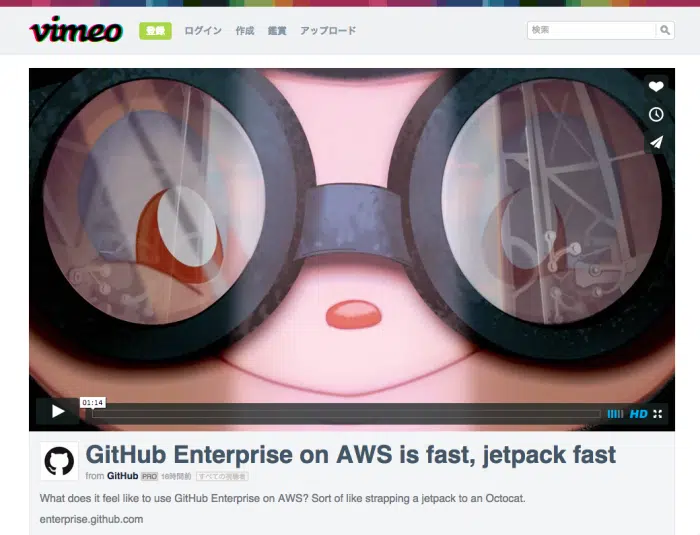 vimeo 登録 ログイン 作成 鑑賞 アップロード 検索
01:14
HD
GitHub Enterprise on AWS is fast, jetpack fast
from GitHub PRO 16時間前 すべての視聴者
What does it feel like to use GitHub Enterprise on AWS? Sort of like strapping a jetpack to an Octocat.
enterprise.github.com